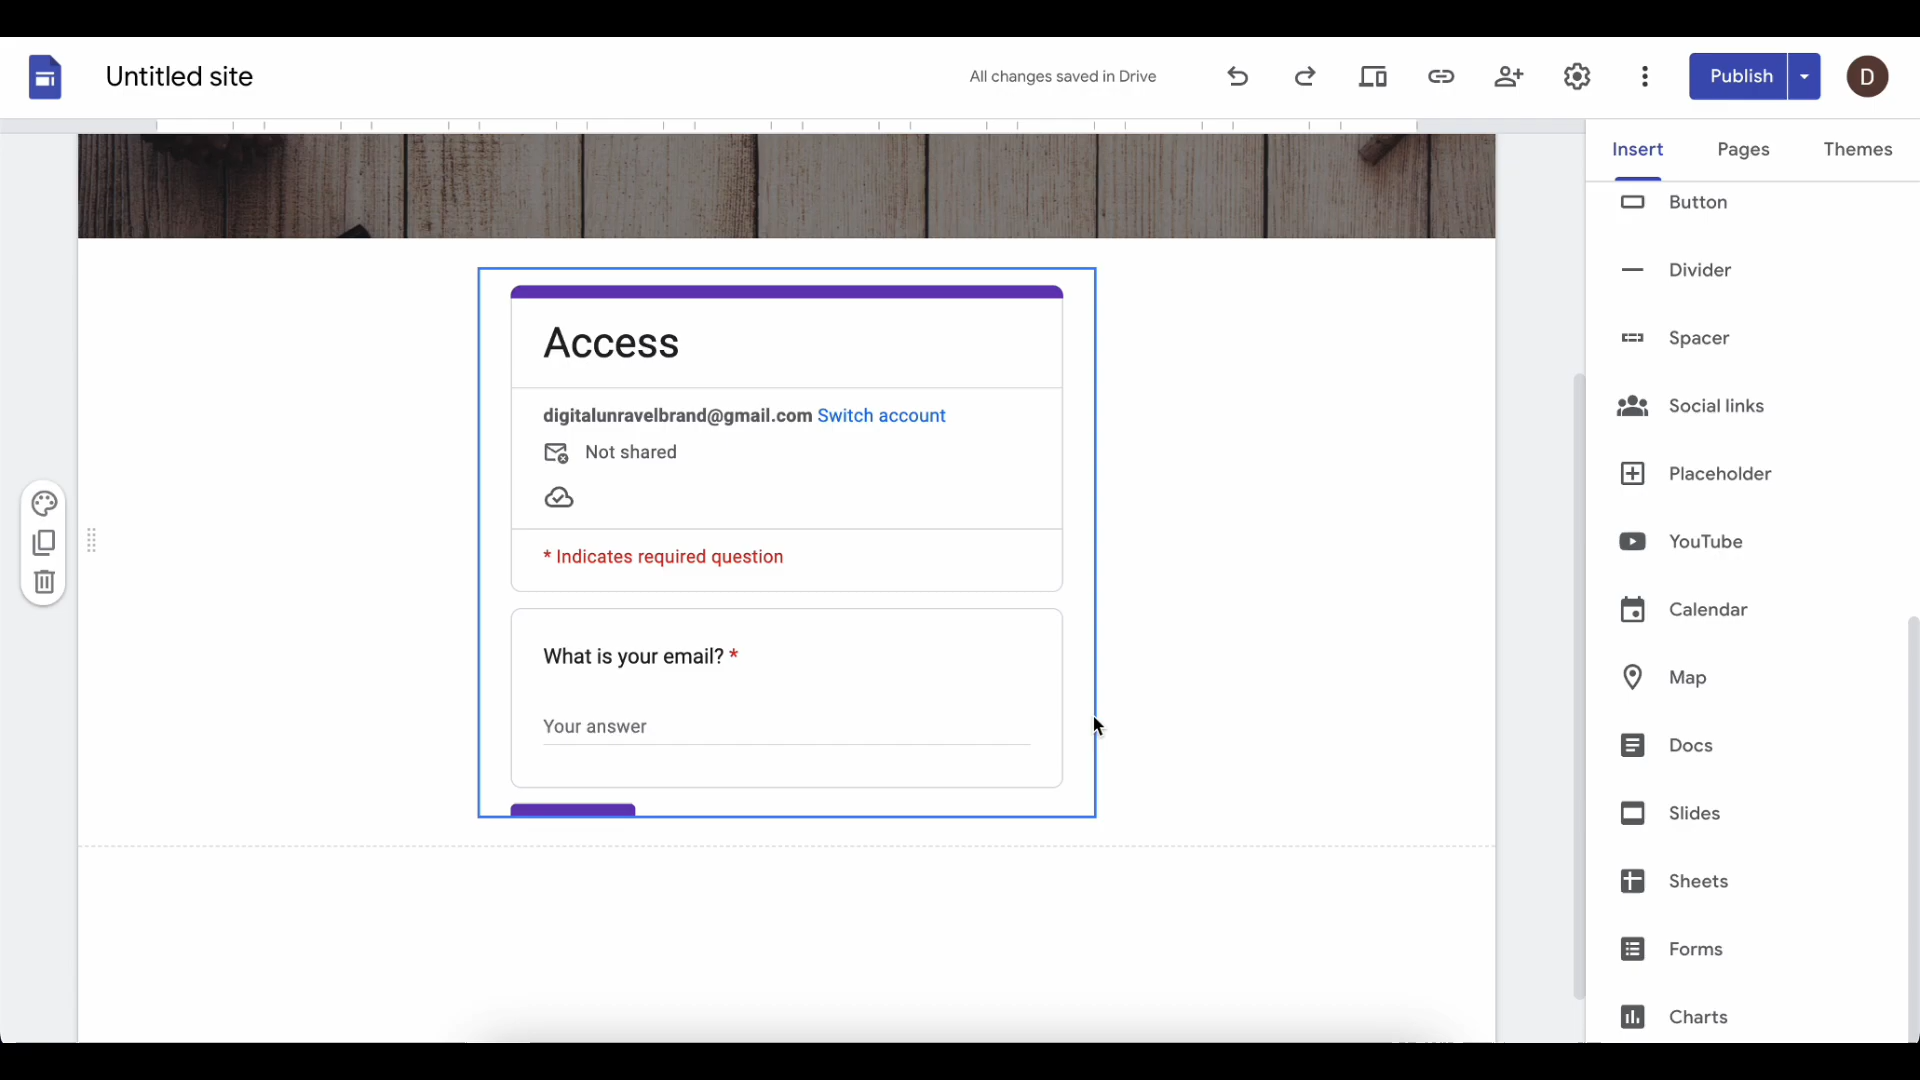 Untitled site
All changes saved in Drive
Publish
D
Insert
Pages
Themes
Button
Divider
Spacer
Social links
Placeholder
YouTube
Calendar
Map
Docs
Slides
Sheets
Forms
Charts
Access
digitalunravelbrand@gmail.com Switch account
Not shared
* Indicates required question
What is your email? *
Your answer